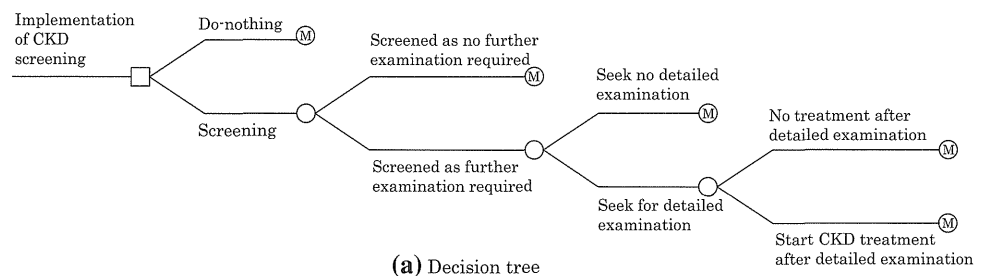 Implementation
of CKD
screening
Do-nothing
M
Screening
Screened as no further
examination required
M
Screened as further
examination required
Seek no detailed
examination
M
Seek for detailed
examination
No treatment after
detailed examination
M
M
Start CKD treatment
after detailed examination
(a) Decision tree